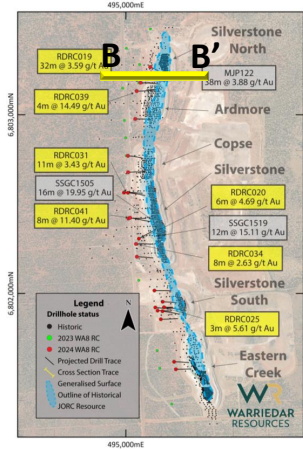 495,000mE
Silverstone
North
RDRC019
32m @ 3.59 g/t Au
B
B'
MJP122
38m @ 3.88 g/t Au
RDRC039
4m @ 14.49 g/t Au
Ardmore
6,803,000mN
Copse
RDRC031
11m @ 3.43 g/t Au
Silverstone
SSGC1505
16m @ 19.95 g/t Au
RDRC020
6m @ 4.69 g/t Au
RDRC041
8m @ 11.40 g/t Au
SSGC1519
12m @ 15.11 g/t Au
RDRC034
8m @ 2.63 g/t Au
6,802,000mN
Silverstone
South
RDRC025
3m @ 5.61 g/t Au
Legend
Drillhole status
Historic
2023 WA8 RC
2024 WA8 RC
Projected Drill Trace
Cross Section Trace
Generalised Surface
Outline of Historical
JORC Resource
N
Eastern
Creek
WR
WARRIEDAR
RESOURCES
495,000mE